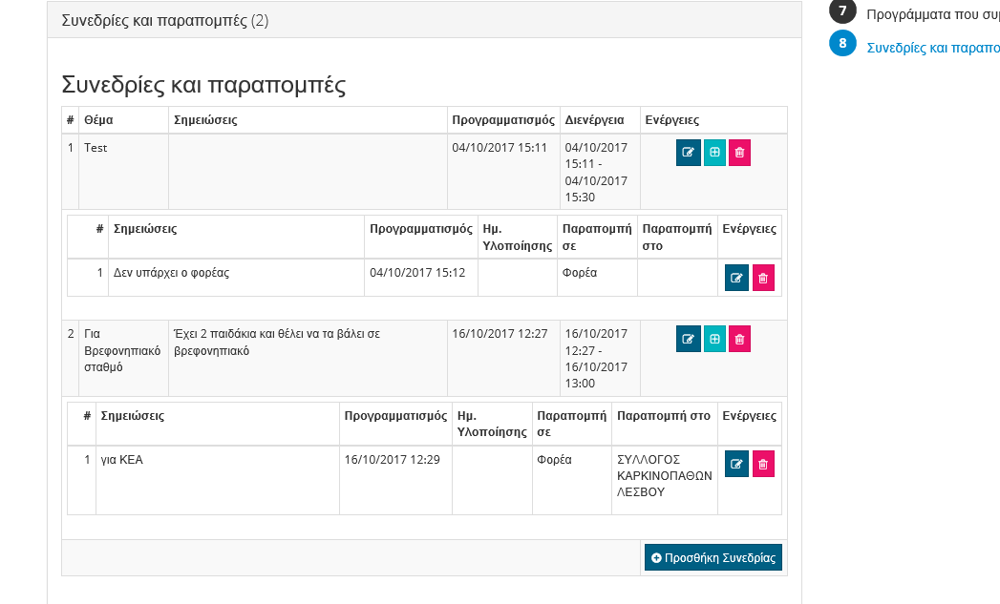 Συνεδρίες και παραπομπές (2)
7 Προγράμματα που συμ
8 Συνεδρίες και παραπο
Συνεδρίες και παραπομπές
# Θέμα Σημειώσεις Προγραμματισμός Διενέργεια Ενέργειες
1 Test 04/10/2017 15:11 04/10/2017
15:11 -
04/10/2017
15:30
# Σημειώσεις Προγραμματισμός Ημ. Παραπομπή Παραπομπή Ενέργειες
Υλοποίησης σε στο
1 Δεν υπάρχει ο φορέας 04/10/2017 15:12 Φορέα
2 Για Έχει 2 παιδάκια και θέλει να τα βάλει σε 16/10/2017 12:27 16/10/2017
Βρεφονηπιακό βρεφονηπιακό 12:27 -
σταθμό 16/10/2017
13:00
# Σημειώσεις Προγραμματισμός Ημ. Παραπομπή Παραπομπή στο Ενέργειες
Υλοποίησης σε
1 για ΚΕΑ 16/10/2017 12:29 Φορέα ΣΥΛΛΟΓΟΣ
ΚΑΡΚΙΝΟΠΑΘΩΝ
ΛΕΣΒΟΥ
Προσθήκη Συνεδρίας